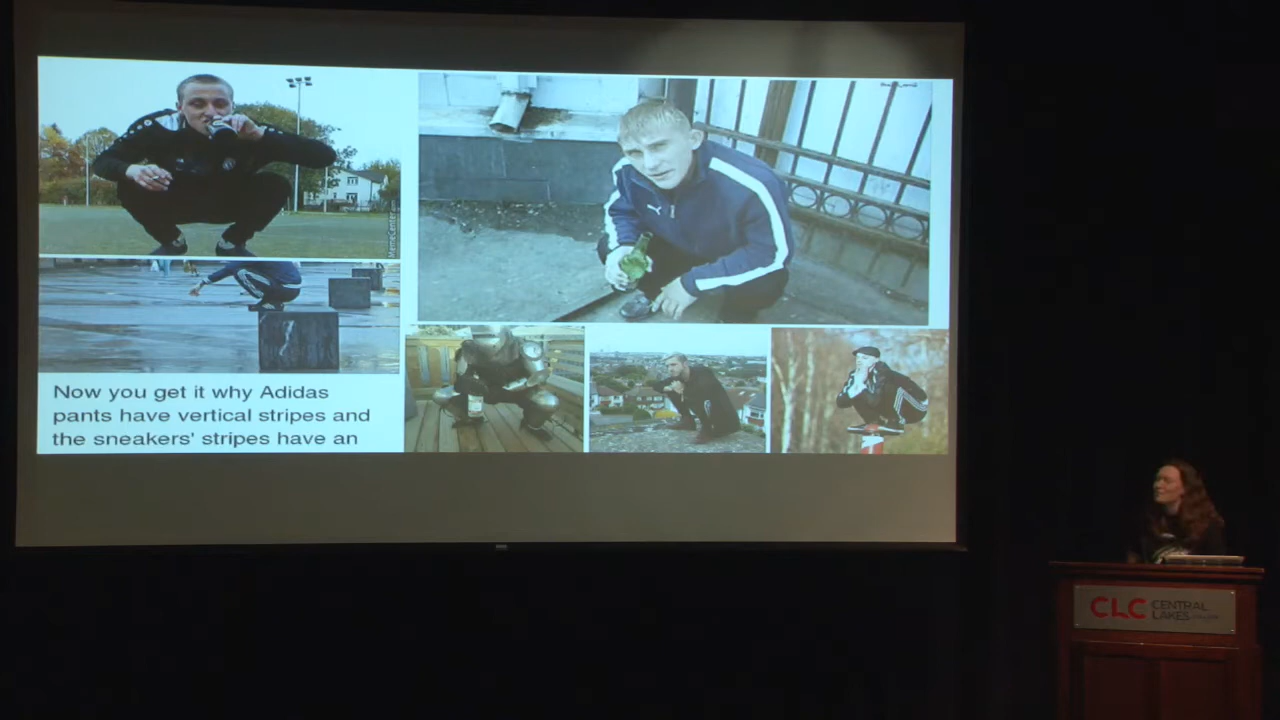 MemeCenter
Now you get it why Adidas
pants have vertical stripes and
the sneakers' stripes have an
CLC CENTRAL
LAKES